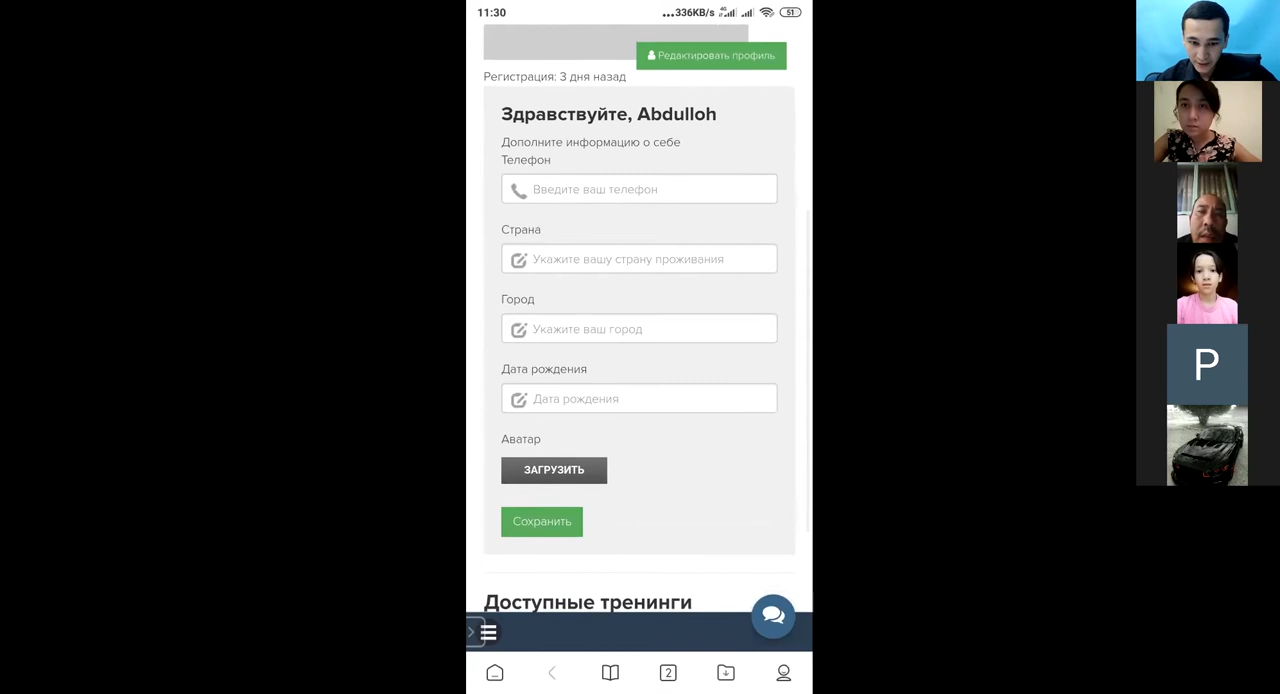 11:30
...336KB/s 4G 51
Редактировать профиль
Регистрация: 3 дня назад
Здравствуйте, Abdulloh
Дополните информацию о себе
Телефон
Введите ваш телефон
Страна
Укажите вашу страну проживания
Город
Укажите ваш город
Дата рождения
Дата рождения
Аватар
ЗАГРУЗИТЬ
Сохранить
Доступные тренинги
2
P